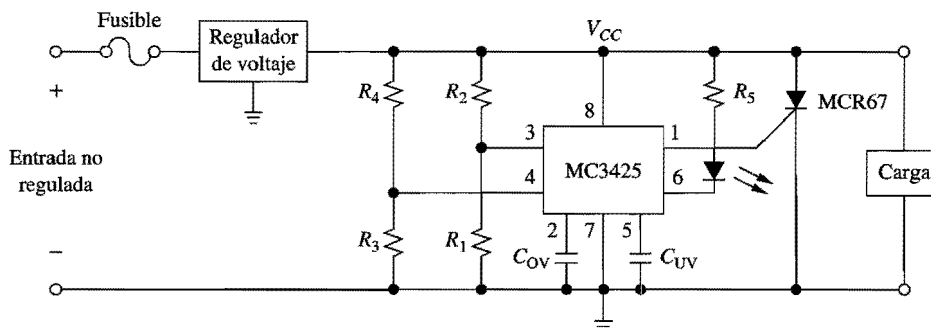 Fusible
Regulador
de voltaje
V_CC
+
R_4
R_2
R_5
MCR67
8
3
1
Entrada no
regulada
MC3425
Carga
4
6
−
R_3
R_1
2
7
5
C_OV
C_UV